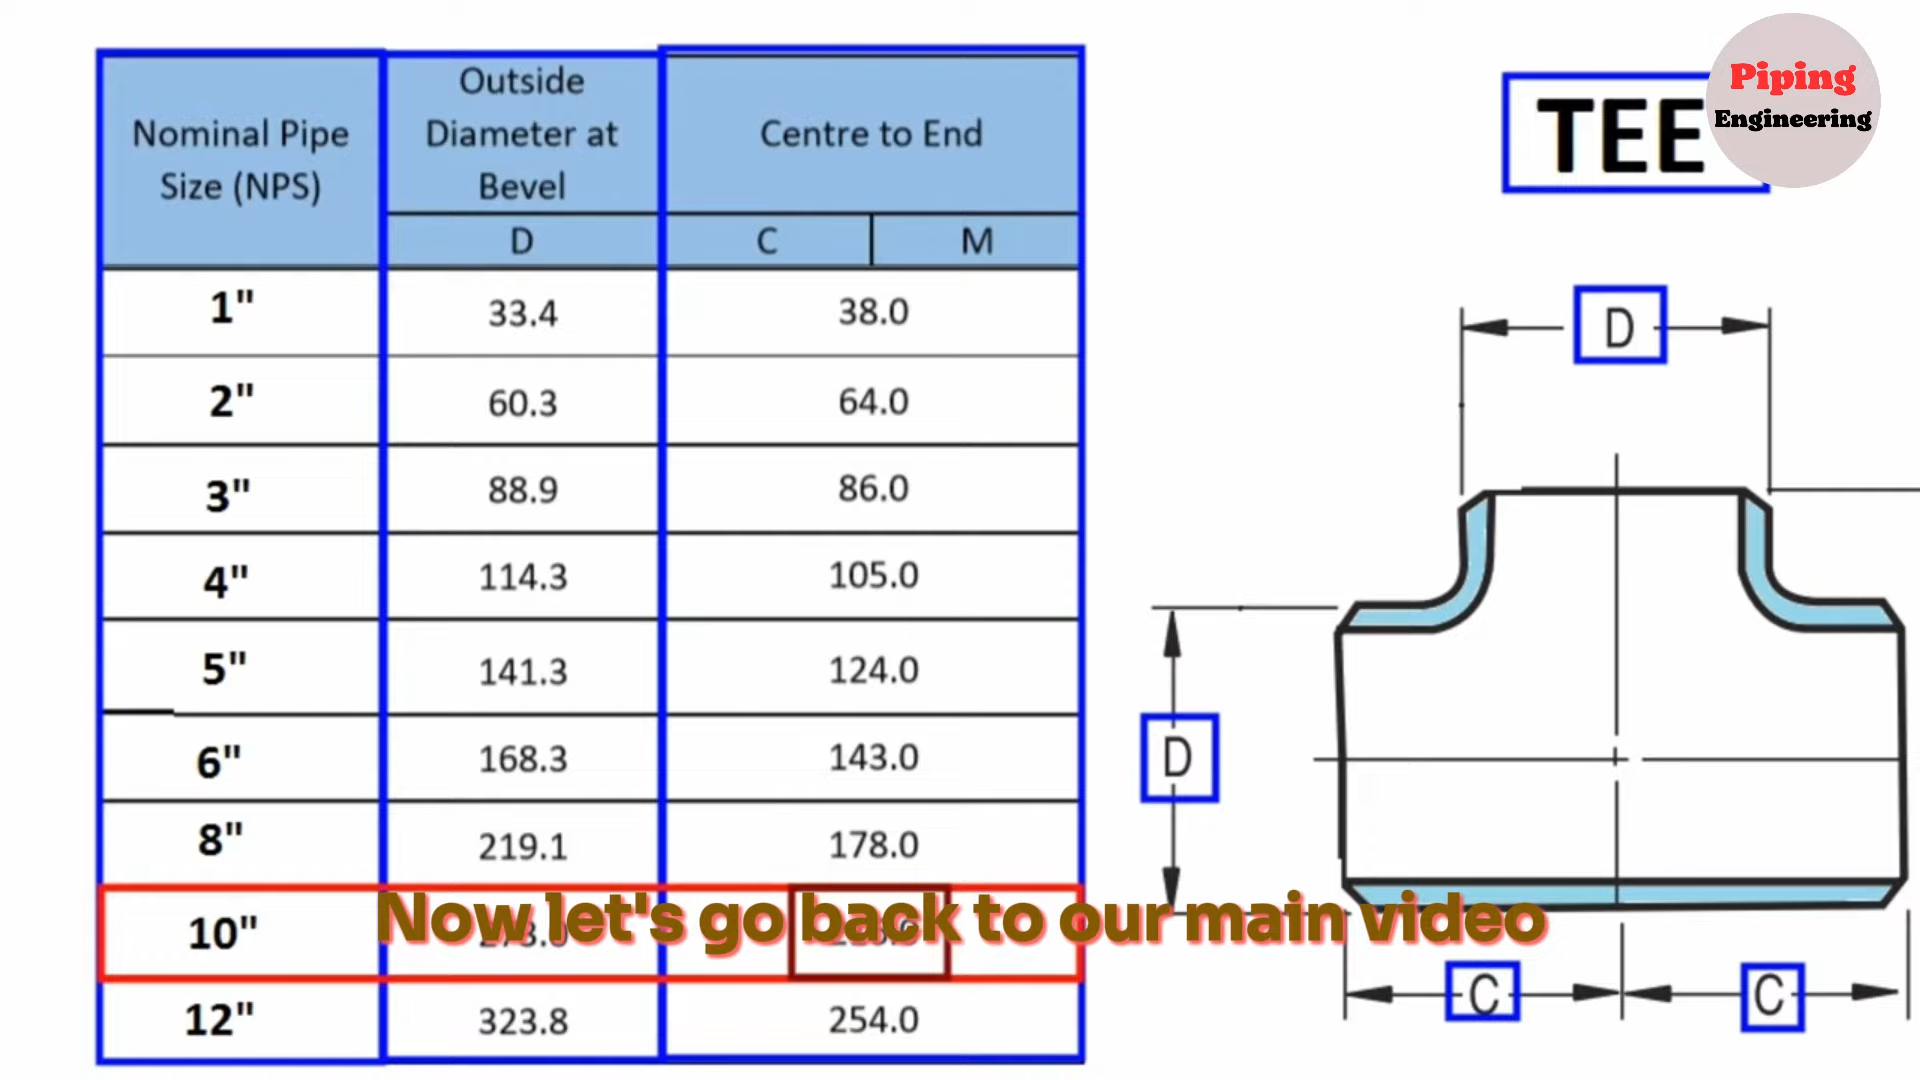 Piping
Engineering
TEE
Nominal Pipe
Size (NPS)
Outside
Diameter at
Bevel
Centre to End
D
C
M
1"
33.4
38.0
2"
60.3
64.0
3"
88.9
86.0
4"
114.3
105.0
5"
141.3
124.0
6"
168.3
143.0
8"
219.1
178.0
10"
12"
323.8
254.0
Now let's go back to our main video
D
D
C
C